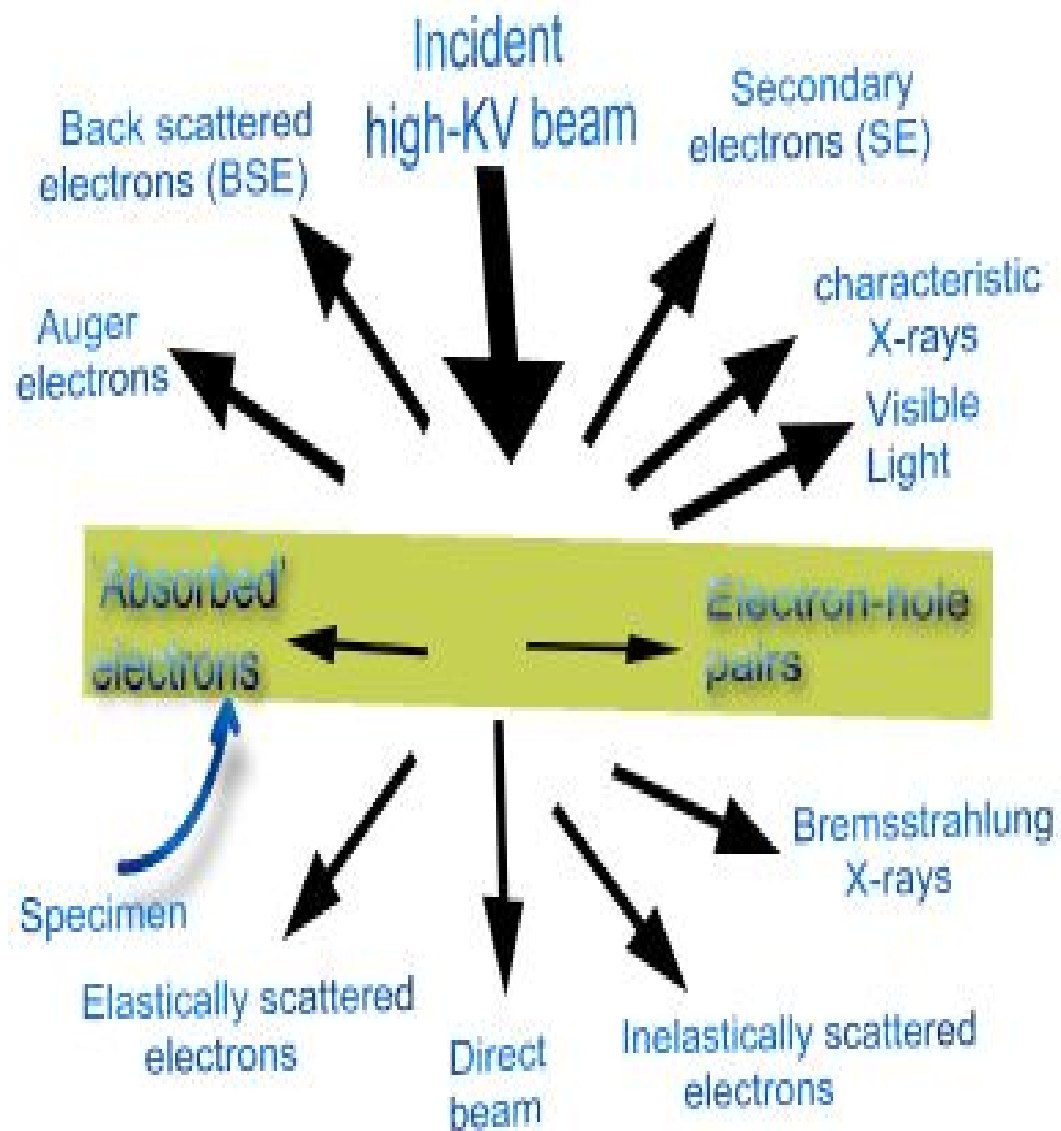 Incident
high-KV beam
Back scattered
electrons (BSE)
Secondary
electrons (SE)
Auger
electrons
characteristic
X-rays
Visible
Light
'Absorbed'
electrons
Electron-hole
pairs
Specimen
Bremsstrahlung
X-rays
Elastically scattered
electrons
Direct
beam
Inelastically scattered
electrons